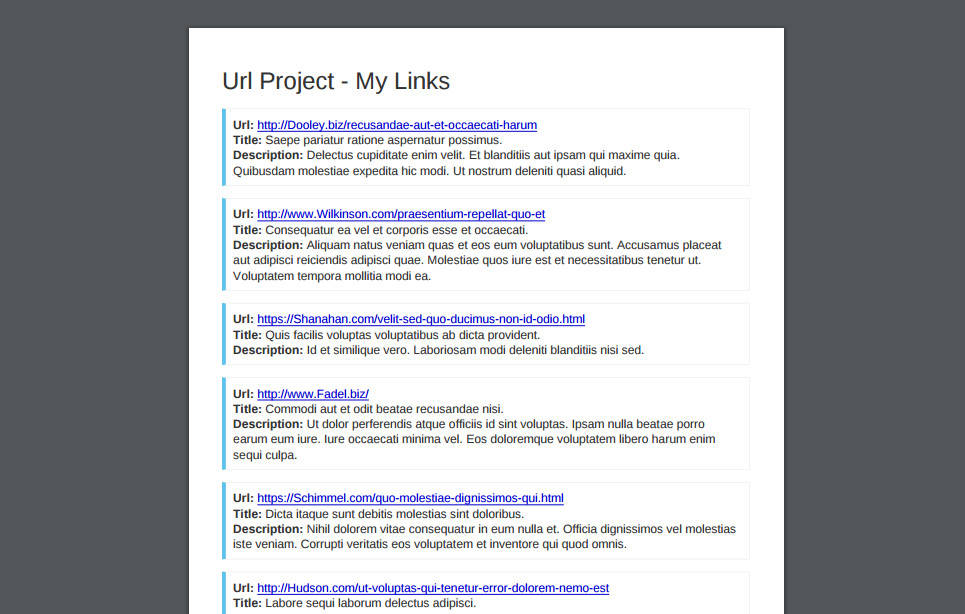 Url Project - My Links
Url: http://Dooley.biz/recusandae-aut-et-occaecati-harum
Title: Saepe pariatur ratione aspernatur possimus.
Description: Delectus cupiditate enim velit. Et blanditiis aut ipsam qui maxime quia.
Quibusdam molestiae expedita hic modi. Ut nostrum deleniti quasi aliquid.
Url: http://www.Wilkinson.com/praesentium-repellat-quo-et
Title: Consequatur ea vel et corporis esse et occaecati.
Description: Aliquam natus veniam quas et eos eum voluptatibus sunt. Accusamus placeat
aut adipisci reiciendis adipisci quae. Molestiae quos iure est et necessitatibus tenetur ut.
Voluptatem tempora mollitia modi ea.
Url: https://Shanahan.com/velit-sed-quo-ducimus-non-id-odio.html
Title: Quis facilis voluptas voluptatibus ab dicta provident.
Description: Id et similique vero. Laboriosam modi deleniti blanditiis nisi sed.
Url: http://www.Fadel.biz/
Title: Commodi aut et odit beatae recusandae nisi.
Description: Ut dolor perferendis atque officiis id sint voluptas. Ipsam nulla beatae porro
earum eum iure. Iure occaecati minima vel. Eos doloremque voluptatem libero harum enim
sequi culpa.
Url: https://Schimmel.com/quo-molestiae-dignissimos-qui.html
Title: Dicta itaque sunt debitis molestias sint doloribus.
Description: Nihil dolorem vitae consequatur in eum nulla et. Officia dignissimos vel molestias
iste veniam. Corrupti veritatis eos voluptatem et inventore qui quod omnis.
Url: http://Hudson.com/ut-voluptas-qui-tenetur-error-dolorem-nemo-est
Title: Labore sequi laborum delectus adipisci.